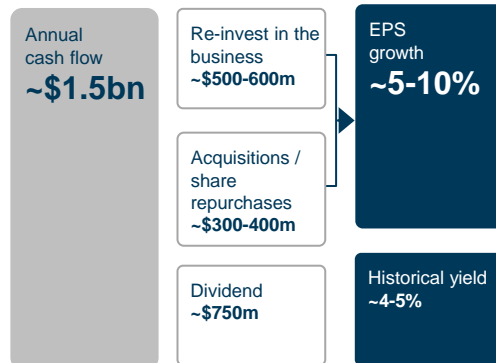 Annual
cash flow
~$1.5bn
Re-invest in the
business
~$500-600m
Acquisitions /
share
repurchases
~$300-400m
Dividend
~$750m
EPS
growth
~5-10%
Historical yield
~4-5%